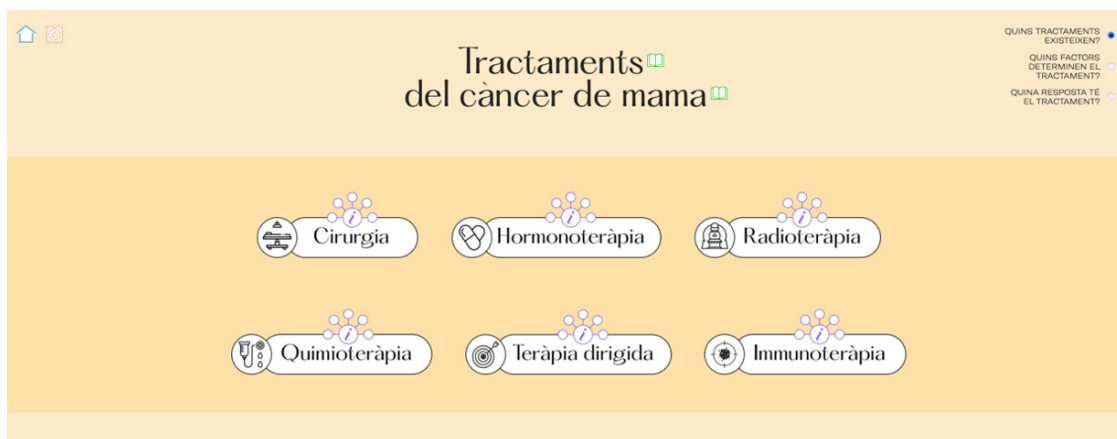 Tractaments
del càncer de mama
QUINS TRACTAMENTS
EXISTEIXEN?
QUINS FACTORS
DETERMINEN EL
TRACTAMENT?
QUINA RESPOSTA TÉ
EL TRACTAMENT?
i
i
i
Cirurgia
Hormonoteràpia
Radioteràpia
i
i
i
Quimioteràpia
Teràpia dirigida
Immunoteràpia